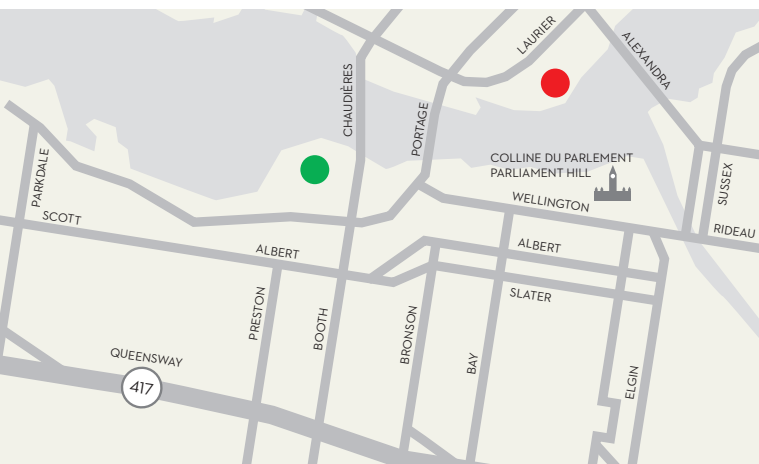 LAURIER
ALEXANDRA
CHAUDIÈRES
PORTAGE
COLLINE DU PARLEMENT
PARLIAMENT HILL
PARKDALE
SUSSEX
WELLINGTON
SCOTT
RIDEAU
ALBERT
ALBERT
SLATER
PRESTON
BOOTH
BRONSON
BAY
QUEENSWAY
417
ELGIN